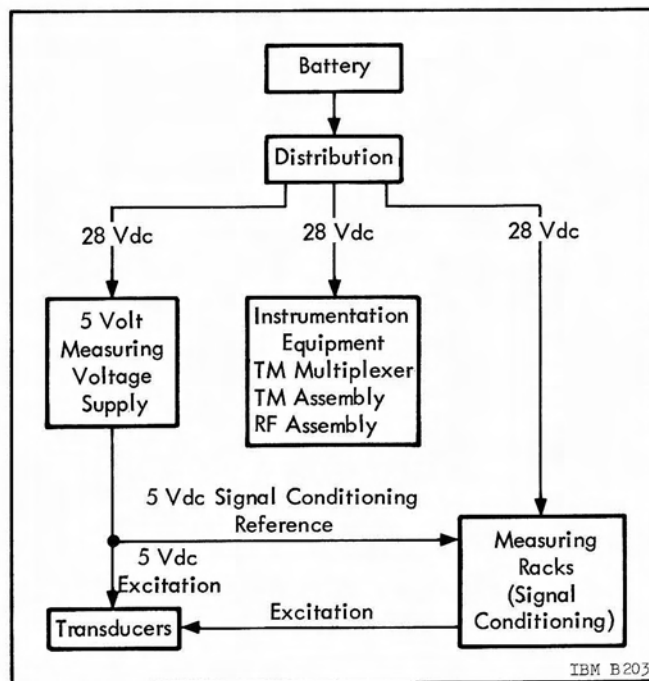 Battery
Distribution
28 Vdc
28 Vdc
28 Vdc
5 Volt
Measuring
Voltage
Supply
Instrumentation
Equipment
TM Multiplexer
TM Assembly
RF Assembly
5 Vdc Signal Conditioning
Reference
5 Vdc
Excitation
Measuring
Racks
(Signal
Conditioning)
Transducers
Excitation
IBM B203